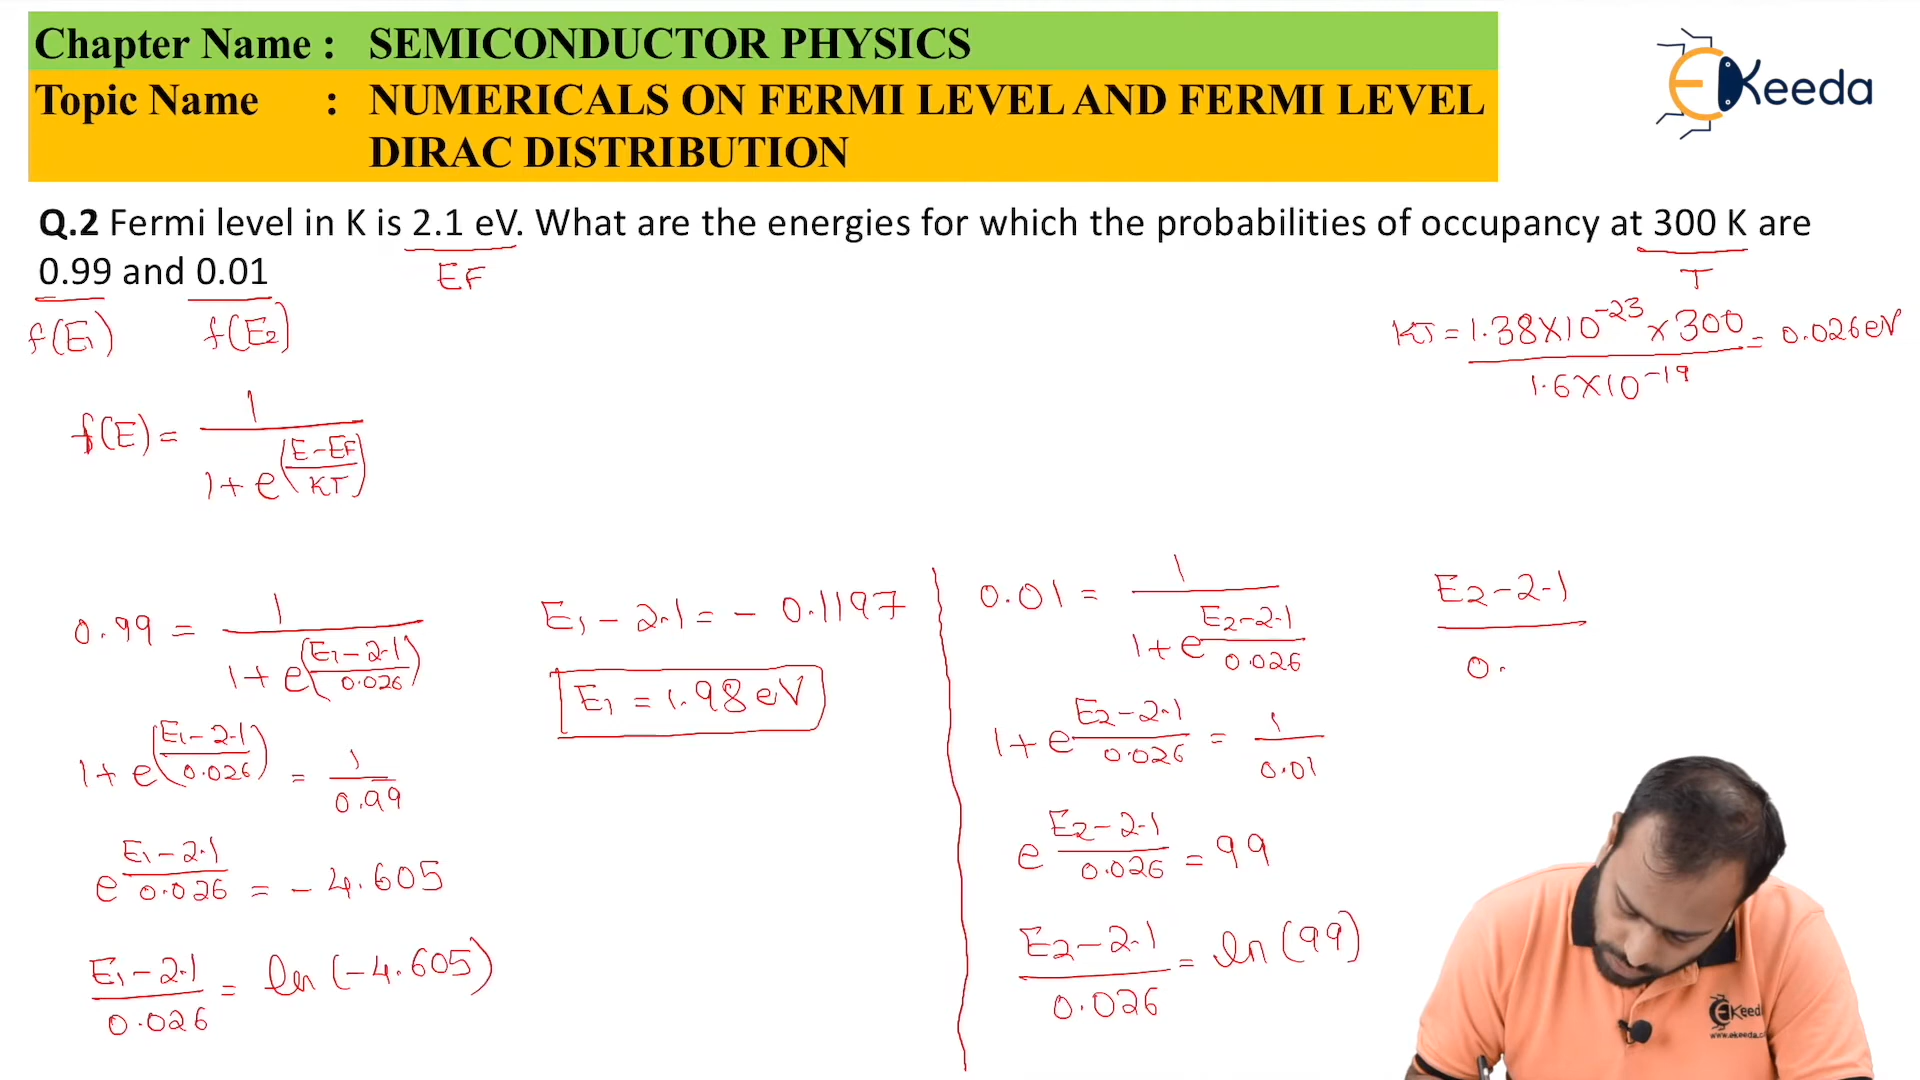 Chapter Name : SEMICONDUCTOR PHYSICS
Topic Name : NUMERICALS ON FERMI LEVEL AND FERMI LEVEL
DIRAC DISTRIBUTION
EKeeda
Q.2 Fermi level in K is 2.1 eV. What are the energies for which the probabilities of occupancy at 300 K are
0.99 and 0.01
EF
T
f(E1) f(E2)
KT = 1.38×10^-23 × 300 / 1.6×10^-19 = 0.026eV
f(E) = 1 / 1 + e^((E-EF)/KT)
0.99 = 1 / 1 + e^((E1-2.1)/0.026)
1 + e^((E1-2.1)/0.026) = 1/0.99
e^((E1-2.1)/0.026) = -4.605
(E1-2.1)/0.026 = ln(-4.605)
E1 - 2.1 = - 0.1197
E1 = 1.98eV
0.01 = 1 / 1 + e^((E2-2.1)/0.026)
1 + e^((E2-2.1)/0.026) = 1/0.01
e^((E2-2.1)/0.026) = 99
(E2-2.1)/0.026 = ln(99)
E2-2.1 / 0.